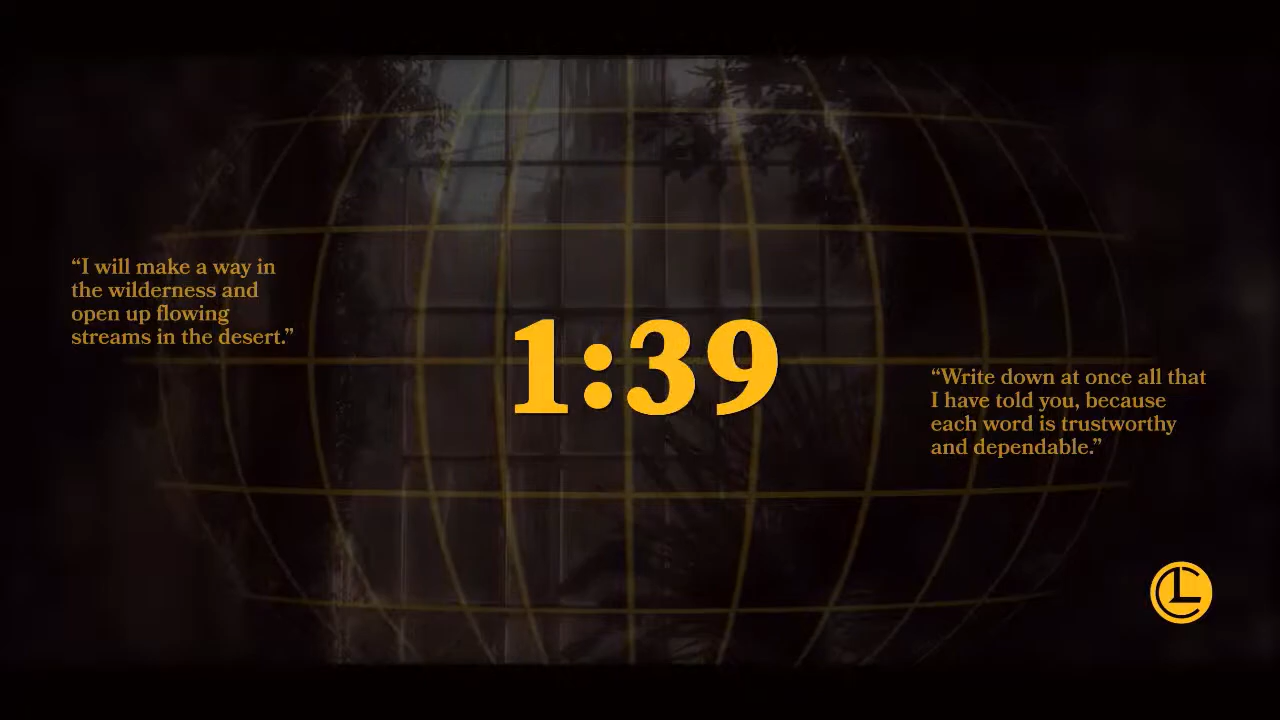 “I will make a way in
the wilderness and
open up flowing
streams in the desert.”
1:39
“Write down at once all that
I have told you, because
each word is trustworthy
and dependable.”
LC